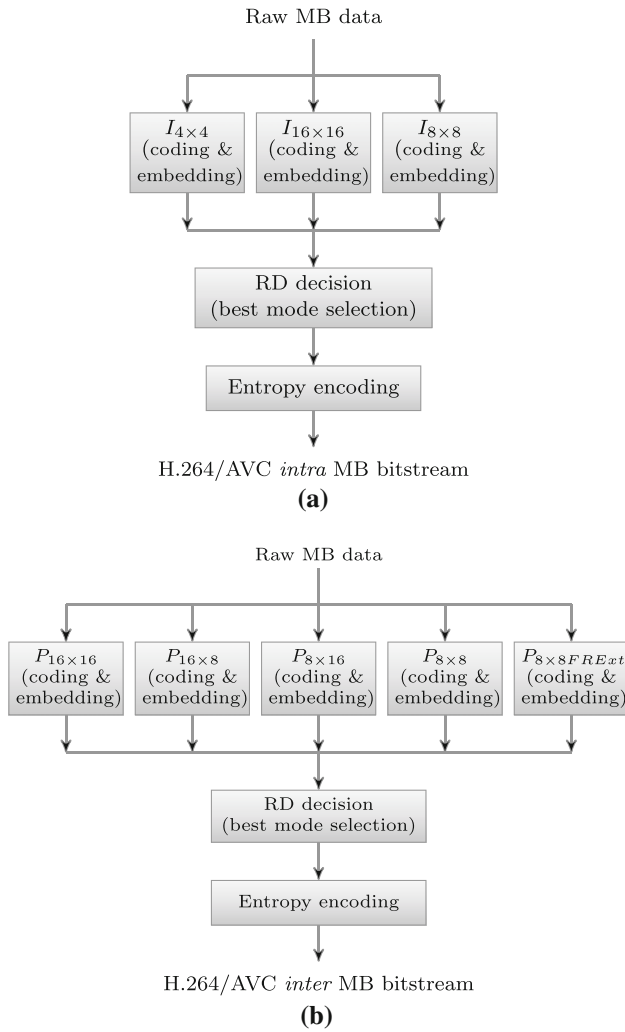 Raw MB data
I4×4 (coding & embedding)
I16×16 (coding & embedding)
I8×8 (coding & embedding)
RD decision
(best mode selection)
Entropy encoding
H.264/AVC intra MB bitstream
(a)
Raw MB data
P16×16 (coding & embedding)
P16×8 (coding & embedding)
P8×16 (coding & embedding)
P8×8 (coding & embedding)
P8×8FRExt (coding & embedding)
RD decision
(best mode selection)
Entropy encoding
H.264/AVC inter MB bitstream
(b)